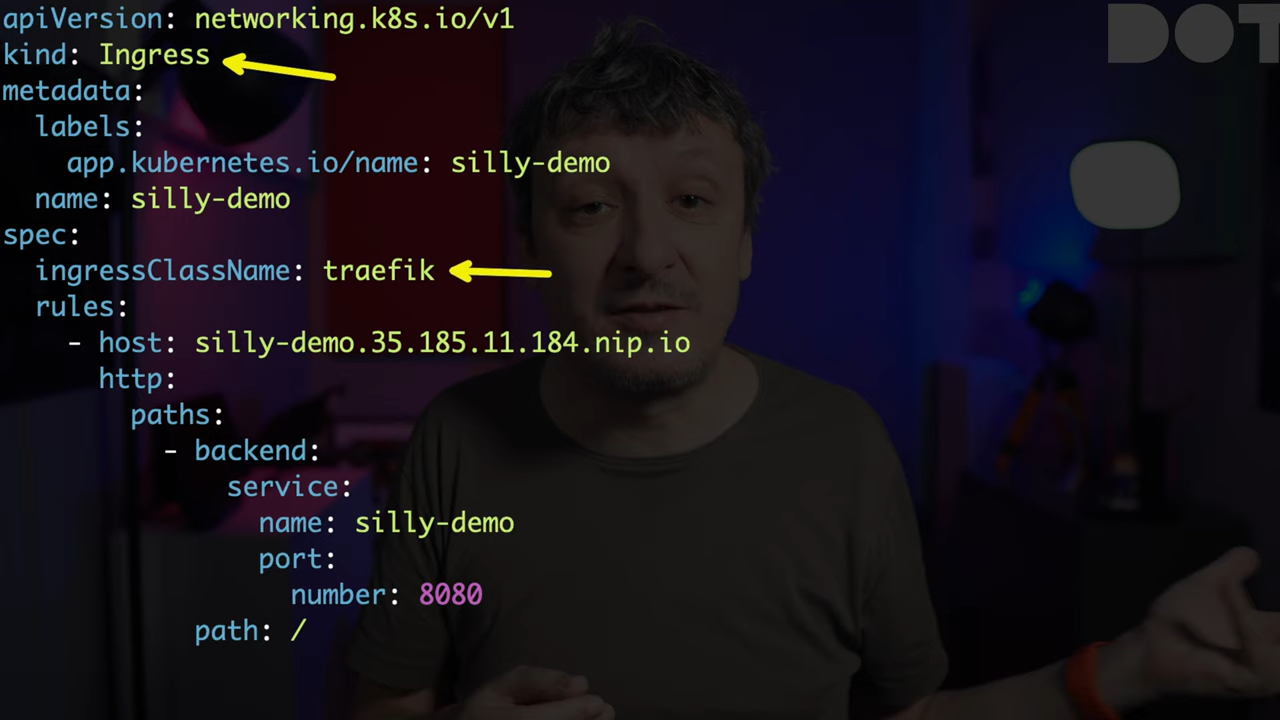 apiVersion: networking.k8s.io/v1
kind: Ingress
metadata:
  labels:
    app.kubernetes.io/name: silly-demo
  name: silly-demo
spec:
  ingressClassName: traefik
  rules:
    - host: silly-demo.35.185.11.184.nip.io
      http:
        paths:
          - backend:
              service:
                name: silly-demo
                port:
                  number: 8080
            path: /
DOT